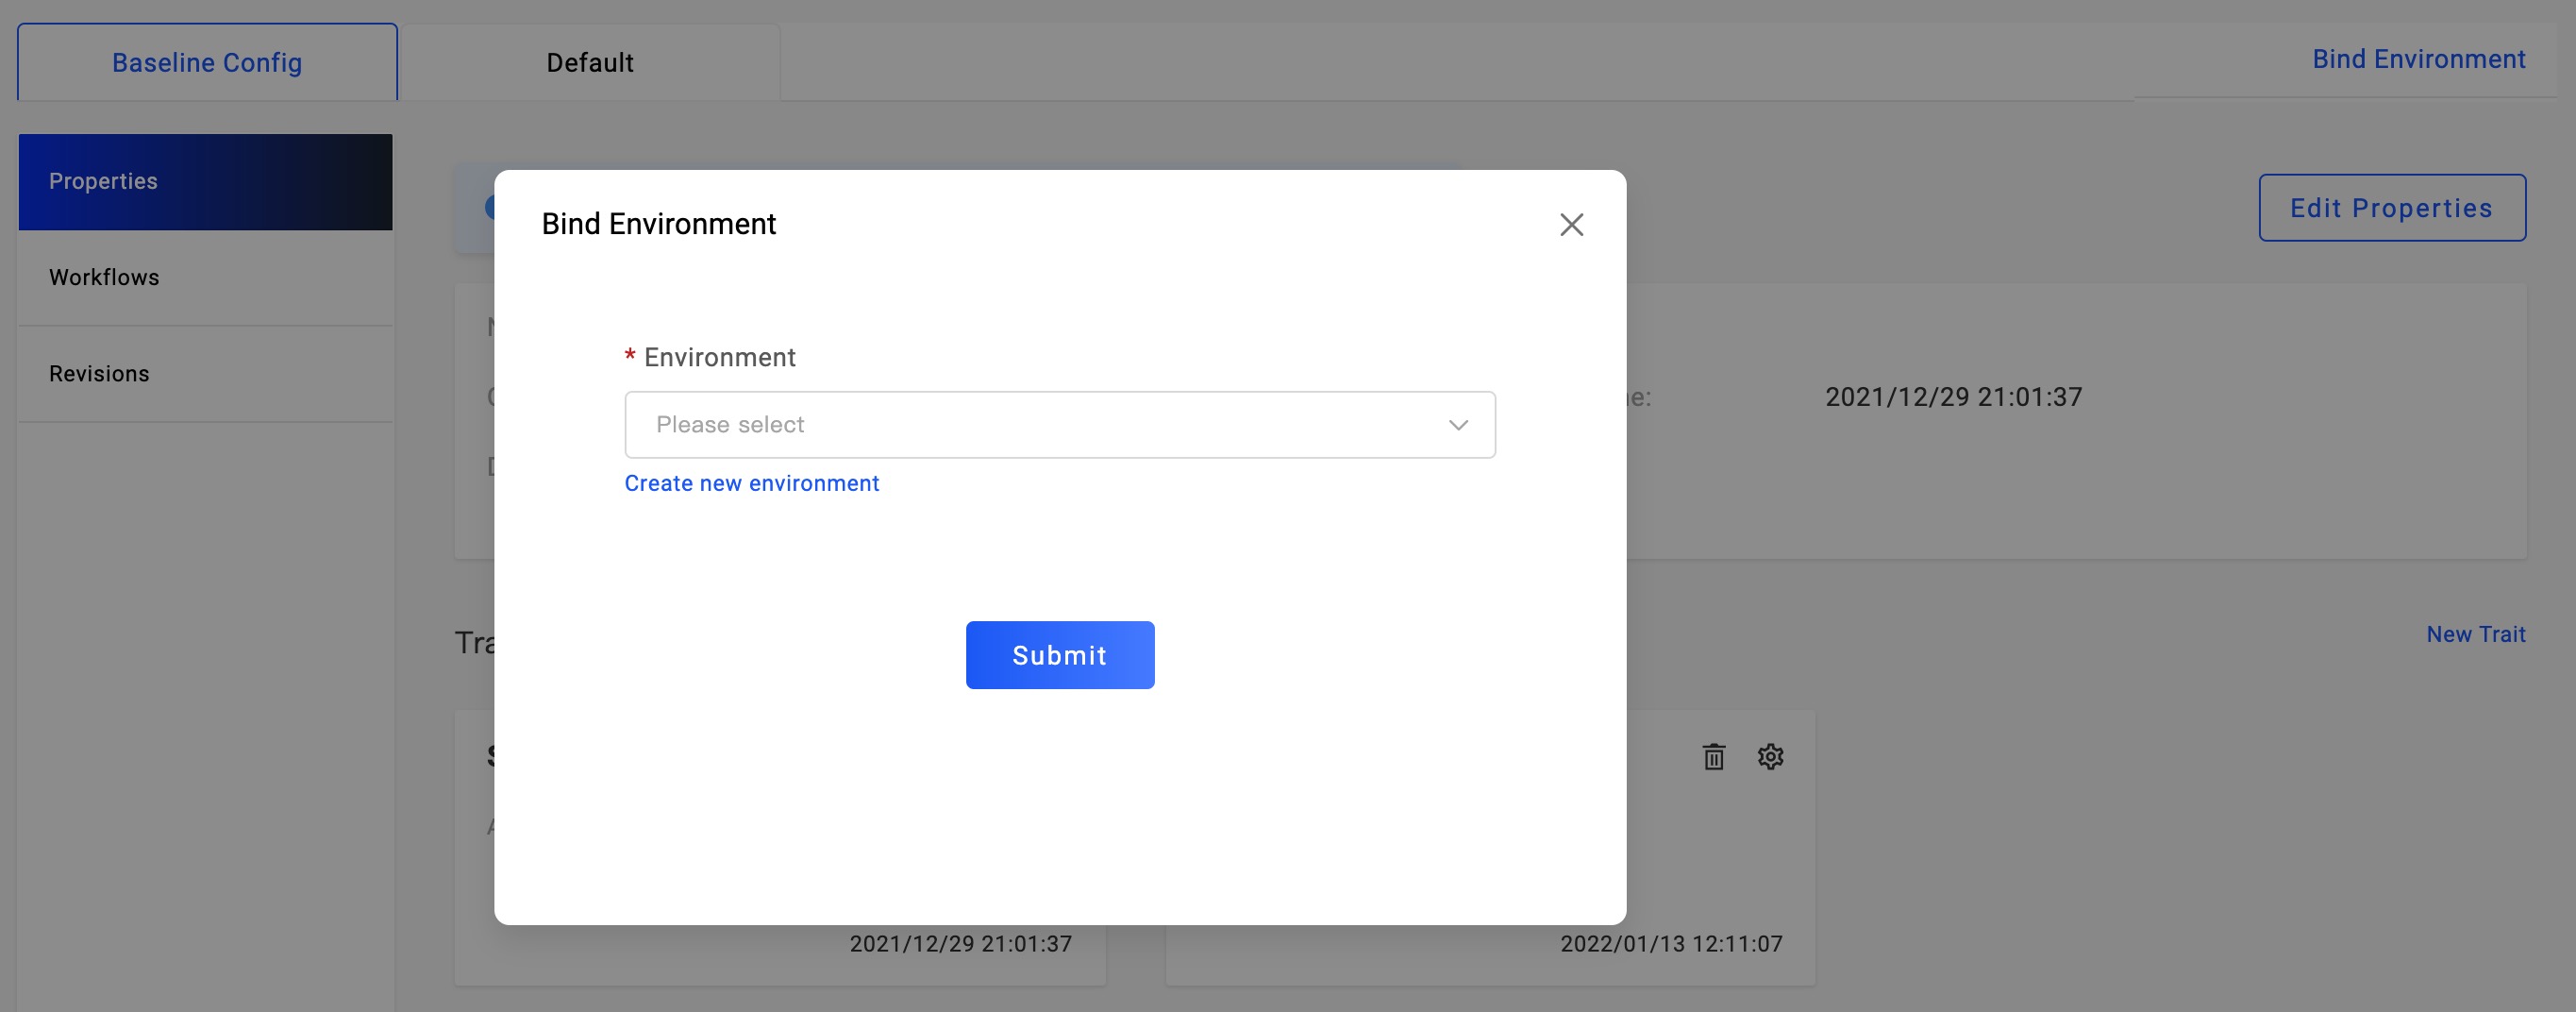 Baseline Config
Default
Bind Environment
Properties
Workflows
Revisions
Edit Properties
Bind Environment
* Environment
Please select
Create new environment
Submit
2021/12/29 21:01:37
New Trait
2021/12/29 21:01:37
2022/01/13 12:11:07